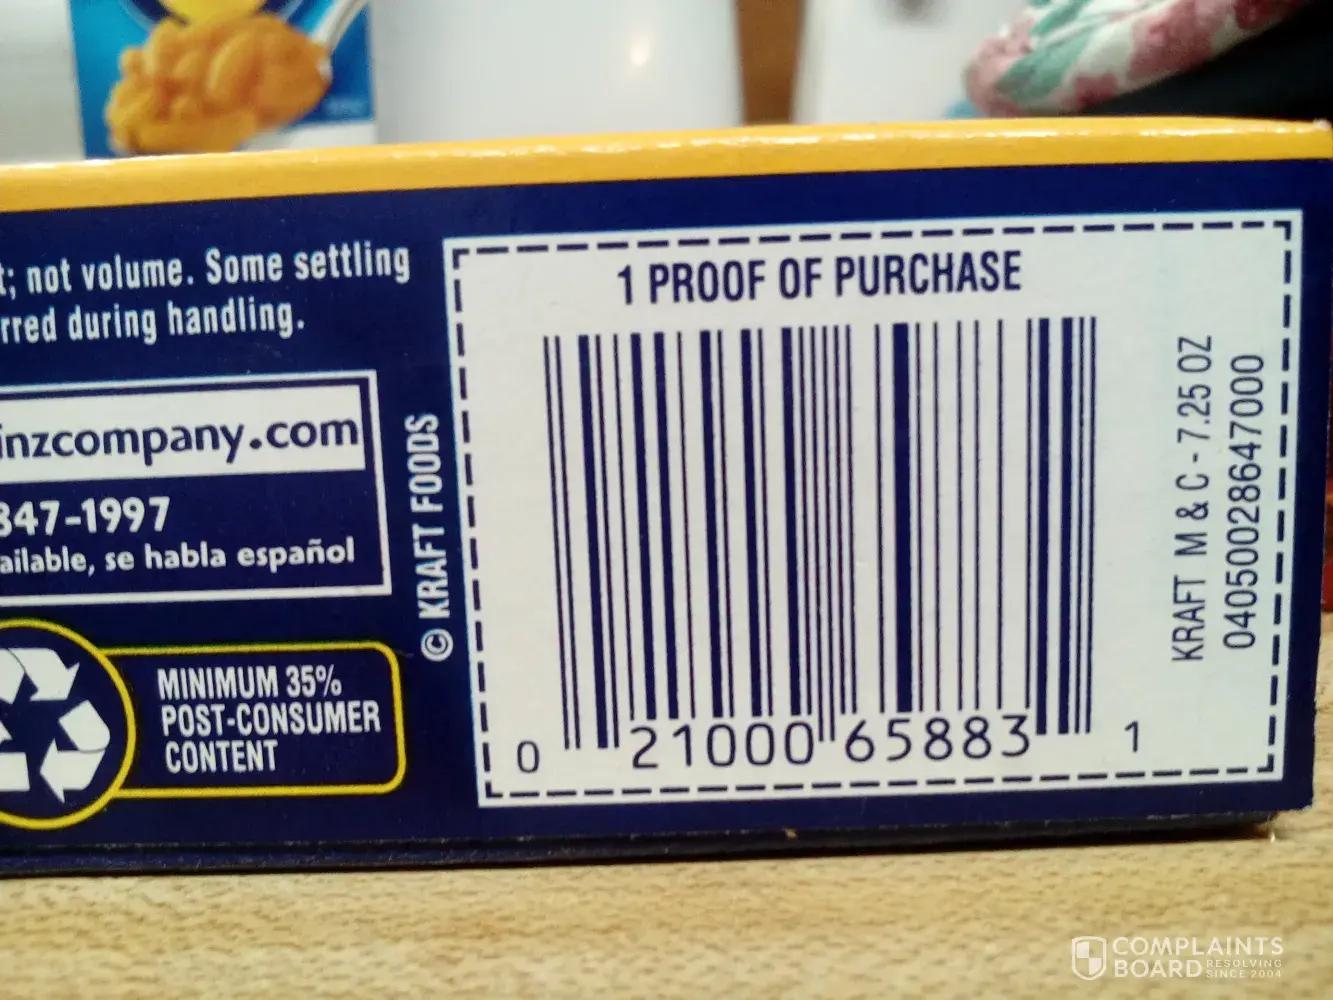 t; not volume. Some settling
rred during handling.
inzcompany.com
847-1997
ailable, se habla español
MINIMUM 35%
POST-CONSUMER
CONTENT
© KRAFT FOODS
1 PROOF OF PURCHASE
0 21000 65883 1
KRAFT M & C - 7.25 OZ
040500028647000
COMPLAINTS
BOARD RESOLVING
SINCE 2004